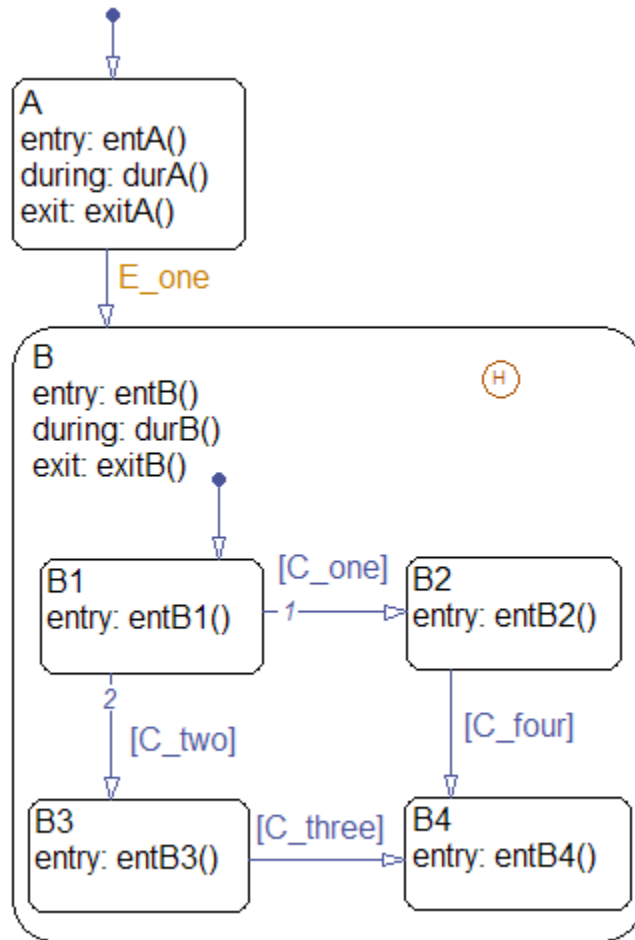 A
entry: entA()
during: durA()
exit: exitA()
E_one
B
H
entry: entB()
during: durB()
exit: exitB()
[C_one]
B1
entry: entB1()
1
B2
entry: entB2()
2
[C_two]
[C_four]
B3
entry: entB3()
[C_three]
B4
entry: entB4()